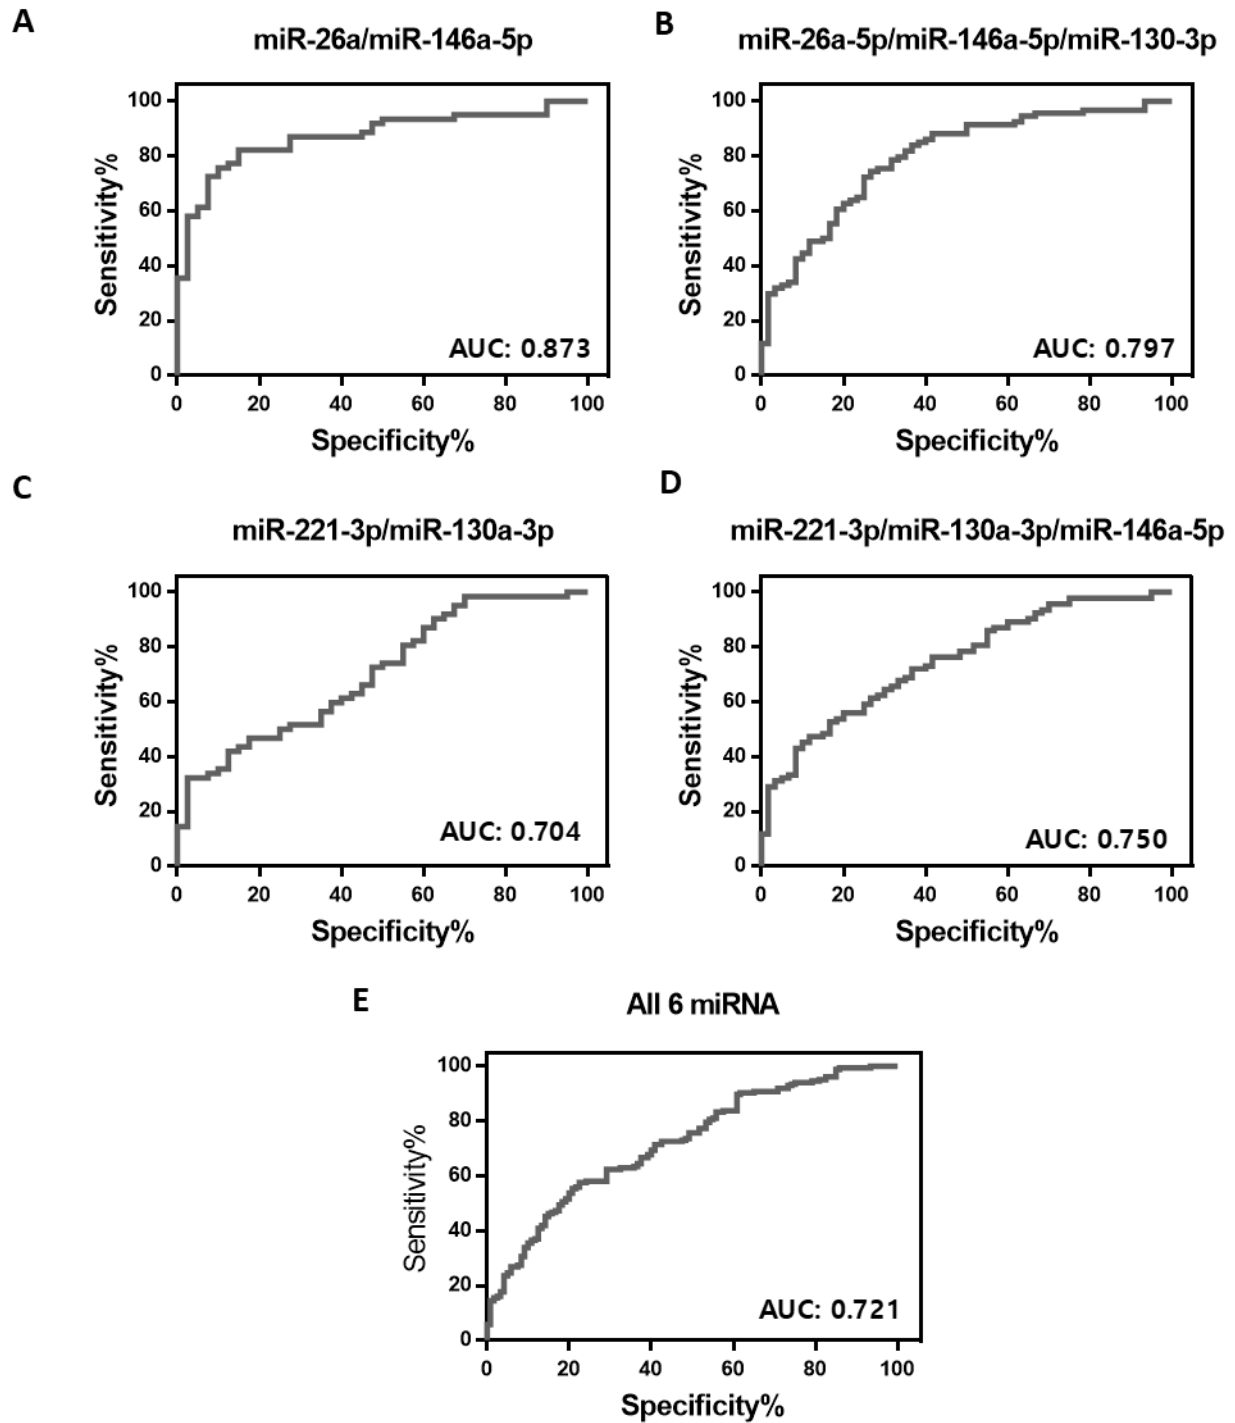 A
miR-26a/miR-146a-5p
100
80
60
40
20
0
Sensitivity%
AUC: 0.873
0 20 40 60 80 100
Specificity%
B
miR-26a-5p/miR-146a-5p/miR-130-3p
100
80
60
40
20
0
Sensitivity%
AUC: 0.797
0 20 40 60 80 100
Specificity%
C
miR-221-3p/miR-130a-3p
100
80
60
40
20
0
Sensitivity%
AUC: 0.704
0 20 40 60 80 100
Specificity%
D
miR-221-3p/miR-130a-3p/miR-146a-5p
100
80
60
40
20
0
Sensitivity%
AUC: 0.750
0 20 40 60 80 100
Specificity%
E
All 6 miRNA
100
80
60
40
20
0
Sensitivity%
AUC: 0.721
0 20 40 60 80 100
Specificity%